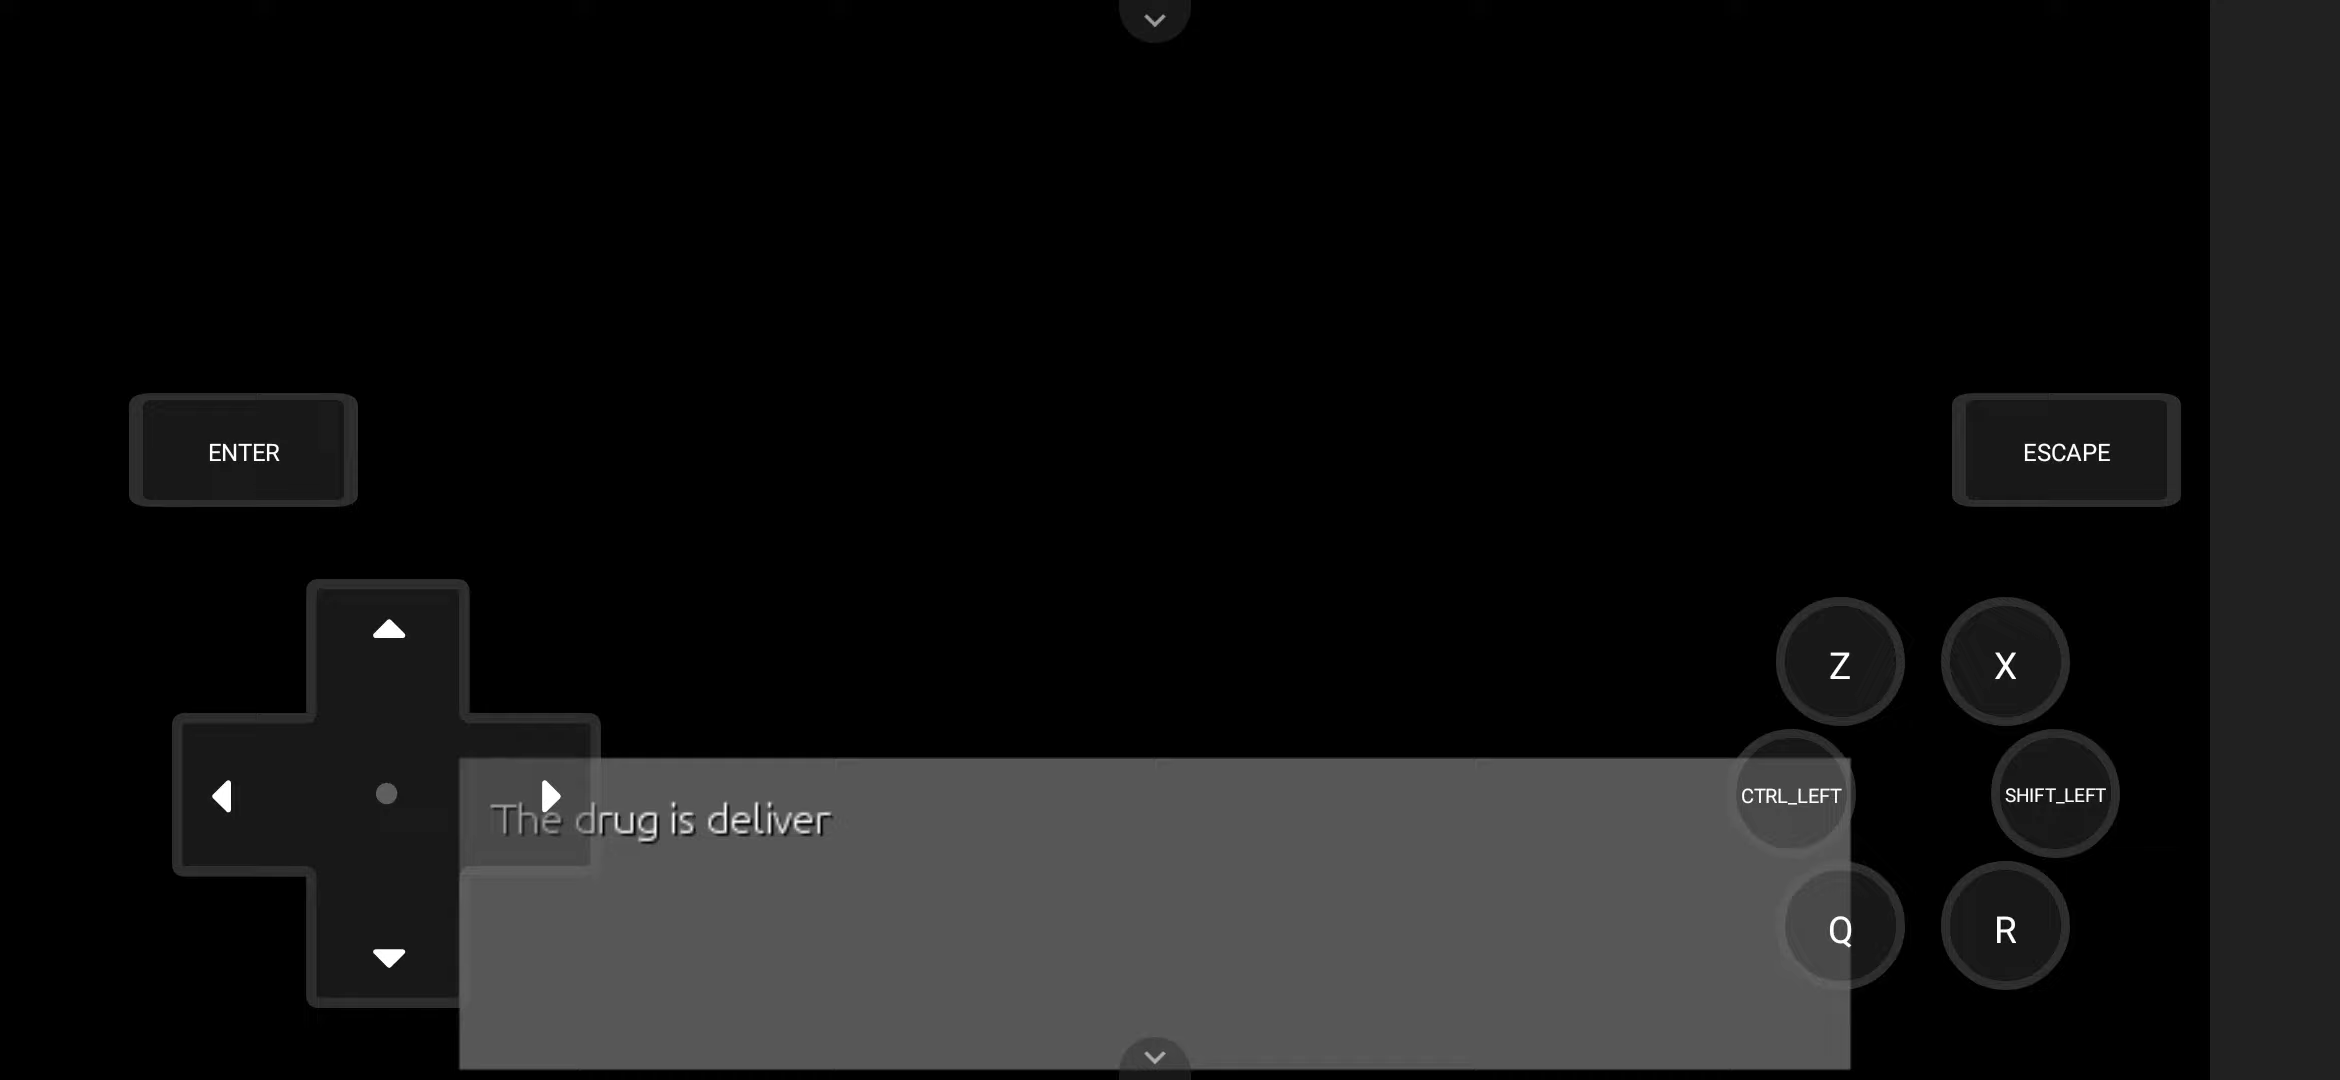 ENTER
ESCAPE
Z
X
The drug is deliver
CTRL_LEFT
SHIFT_LEFT
Q
R